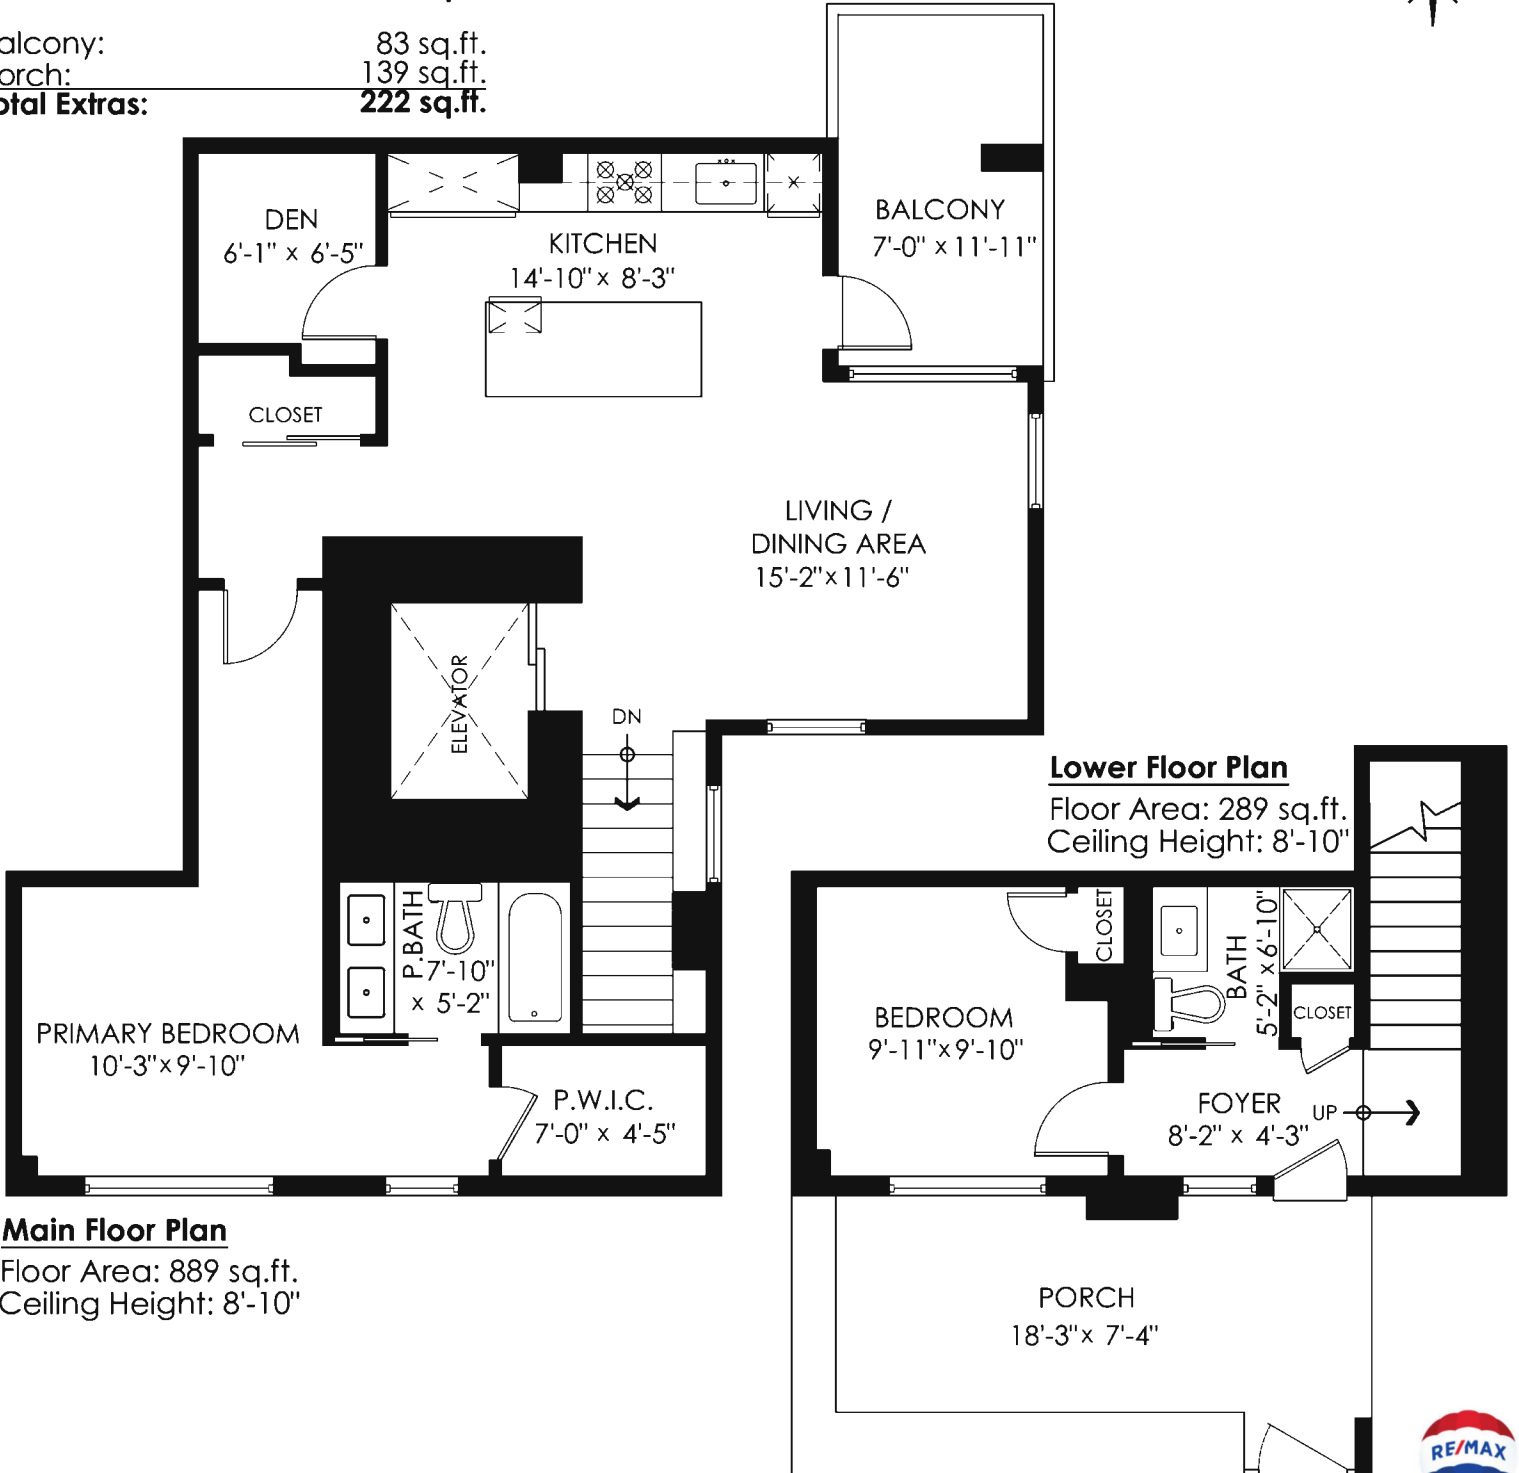 alcony: 83 sq.ft.
orch: 139 sq.ft.
otal Extras: 222 sq.ft.
DEN
6'-1" x 6'-5"
KITCHEN
14'-10" x 8'-3"
BALCONY
7'-0" x 11'-11"
CLOSET
LIVING /
DINING AREA
15'-2" x 11'-6"
ELEVATOR
DN
Lower Floor Plan
Floor Area: 289 sq.ft.
Ceiling Height: 8'-10"
P.BATH
7'-10"
x 5'-2"
PRIMARY BEDROOM
10'-3" x 9'-10"
P.W.I.C.
7'-0" x 4'-5"
CLOSET
BATH
5'-2" x 6'-10"
CLOSET
BEDROOM
9'-11" x 9'-10"
FOYER
8'-2" x 4'-3"
UP
Main Floor Plan
Floor Area: 889 sq.ft.
Ceiling Height: 8'-10"
PORCH
18'-3" x 7'-4"
RE/MAX